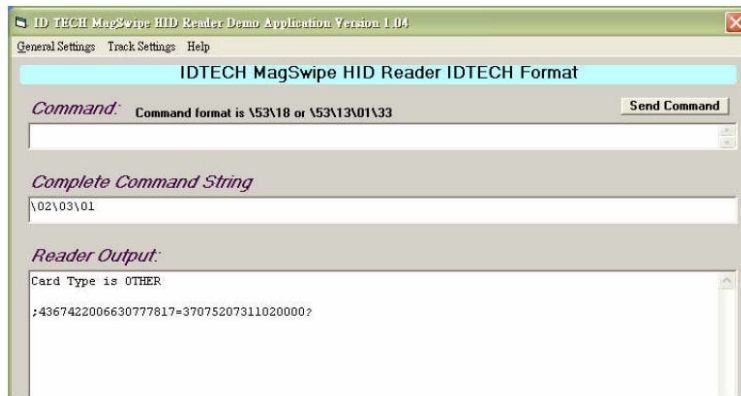 ID TECH MagSwipe HID Reader Demo Application Version 1.04
General Settings Track Settings Help
IDTECH MagSwipe HID Reader IDTECH Format
Command: Command format is \53\18 or \53\13\01\33 Send Command
Complete Command String
\02\03\01
Reader Output:
Card Type is OTHER
;4367422006630777817=37075207311020000?